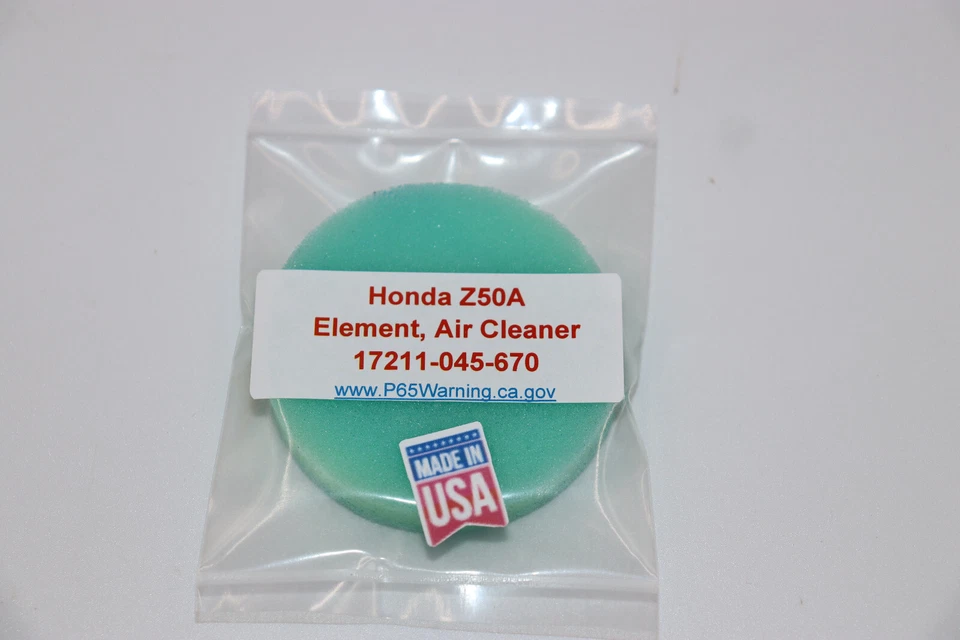 Honda Z50A
Element, Air Cleaner
17211-045-670
www.P65Warning.ca.gov
MADE IN
USA